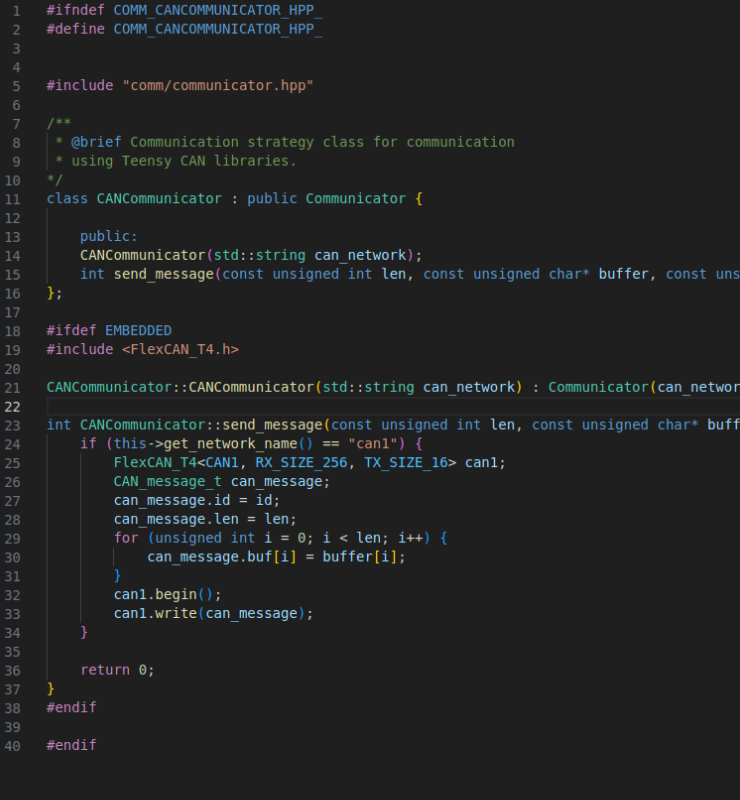 1 #ifndef COMM_CANCOMMUNICATOR_HPP_
2 #define COMM_CANCOMMUNICATOR_HPP_
3
4
5 #include "comm/communicator.hpp"
6
7 /**
8  * @brief Communication strategy class for communication
9  * using Teensy CAN libraries.
10 */
11 class CANCommunicator : public Communicator {
12
13     public:
14     CANCommunicator(std::string can_network);
15     int send_message(const unsigned int len, const unsigned char* buffer, const uns
16 };
17
18 #ifdef EMBEDDED
19 #include <FlexCAN_T4.h>
20
21 CANCommunicator::CANCommunicator(std::string can_network) : Communicator(can_networ
22
23 int CANCommunicator::send_message(const unsigned int len, const unsigned char* buff
24     if (this->get_network_name() == "can1") {
25         FlexCAN_T4<CAN1, RX_SIZE_256, TX_SIZE_16> can1;
26         CAN_message_t can_message;
27         can_message.id = id;
28         can_message.len = len;
29         for (unsigned int i = 0; i < len; i++) {
30             can_message.buf[i] = buffer[i];
31         }
32         can1.begin();
33         can1.write(can_message);
34     }
35
36     return 0;
37 }
38 #endif
39
40 #endif